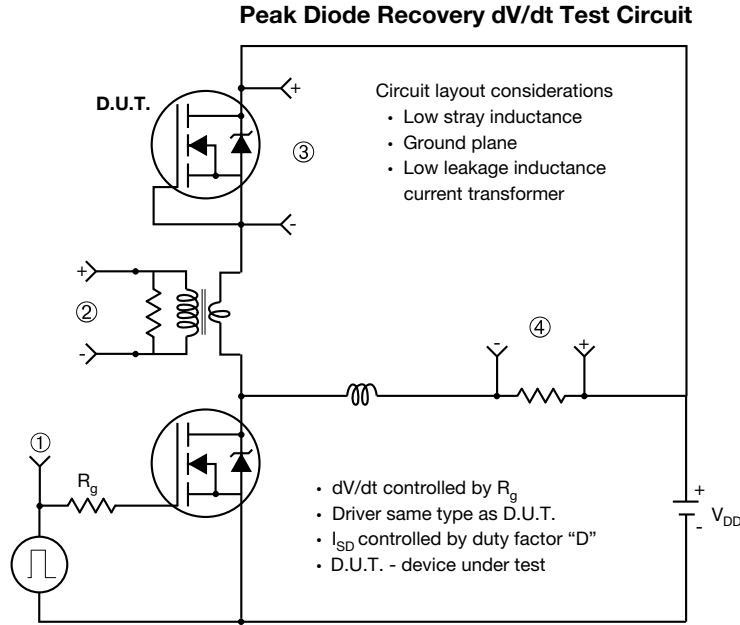 Peak Diode Recovery dV/dt Test Circuit
D.U.T.
+
③
-
Circuit layout considerations
• Low stray inductance
• Ground plane
• Low leakage inductance
current transformer
+
②
-
-
④
+
①
Rg
• dV/dt controlled by Rg
• Driver same type as D.U.T.
• ISD controlled by duty factor “D”
• D.U.T. - device under test
+
VDD
-